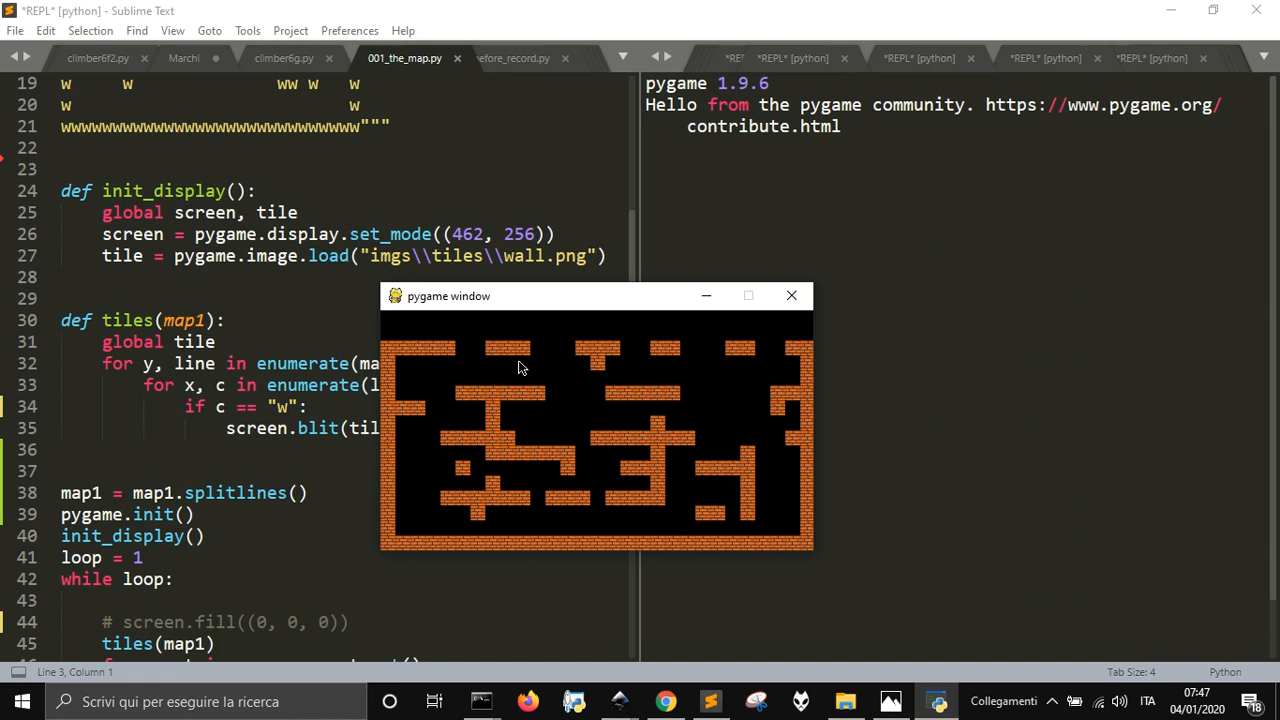 *REPL* [python] - Sublime Text
File Edit Selection Find View Goto Tools Project Preferences Help
climber6f2.py Marchi climber6g.py 001_the_map.py efore_record.py *REF *REPL* [python] *REPL* [python] *REPL* [python] *REPL* [python]
19 w w ww w w
20 w w
21 wwwwwwwwwwwwwwwwwwwwwwwwwwwww"""
22
23
24 def init_display():
25 global screen, tile
26 screen = pygame.display.set_mode((462, 256))
27 tile = pygame.image.load("imgs\\tiles\\wall.png")
28
29
30 def tiles(map1):
31 global tile
32 for y, line in enumerate(ma
33 for x, c in enumerate(l
34 if c == "w":
35 screen.blit(til
36
37
38 map1 = map1.splitlines()
39 pygame.init()
40 init_display()
41 loop = 1
42 while loop:
43
44 # screen.fill((0, 0, 0))
45 tiles(map1)
pygame 1.9.6
Hello from the pygame community. https://www.pygame.org/
contribute.html
pygame window
Line 3, Column 1 Tab Size: 4 Python
Scrivi qui per eseguire la ricerca Collegamenti ITA 07:47
04/01/2020 18